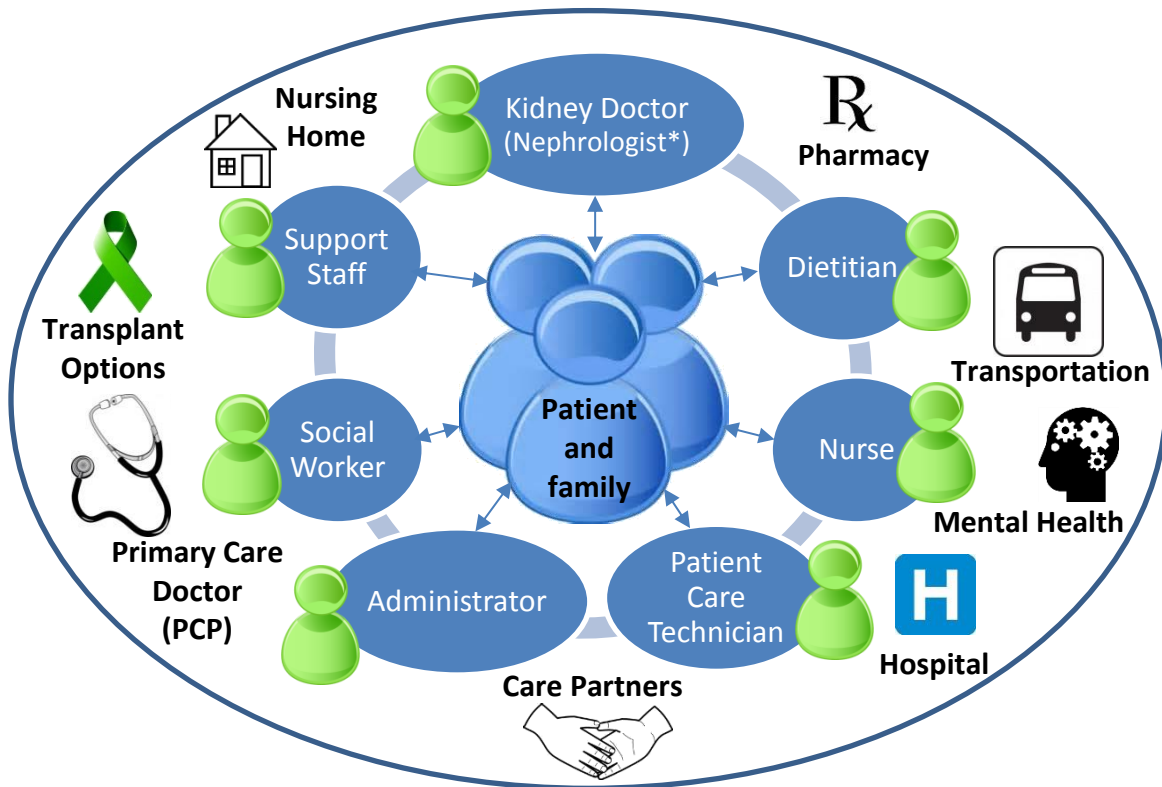 Nursing
Home
Kidney Doctor
(Nephrologist*)
Rx
Pharmacy
Support
Staff
Dietitian
Transplant
Options
Transportation
Patient
and
family
Social
Worker
Nurse
Mental Health
Primary Care
Doctor
(PCP)
Administrator
Patient
Care
Technician
H
Hospital
Care Partners